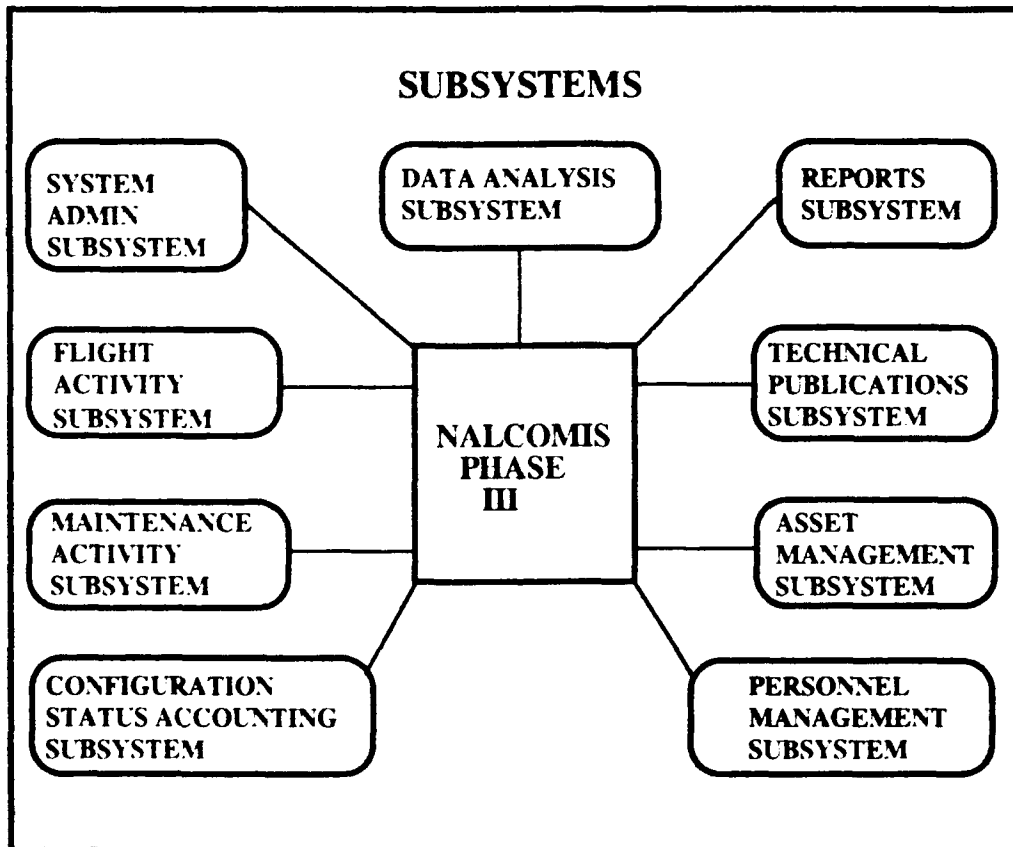 SUBSYSTEMS
SYSTEM
ADMIN
SUBSYSTEM
DATA ANALYSIS
SUBSYSTEM
REPORTS
SUBSYSTEM
FLIGHT
ACTIVITY
SUBSYSTEM
TECHNICAL
PUBLICATIONS
SUBSYSTEM
NALCOMIS
PHASE
III
MAINTENANCE
ACTIVITY
SUBSYSTEM
ASSET
MANAGEMENT
SUBSYSTEM
CONFIGURATION
STATUS ACCOUNTING
SUBSYSTEM
PERSONNEL
MANAGEMENT
SUBSYSTEM